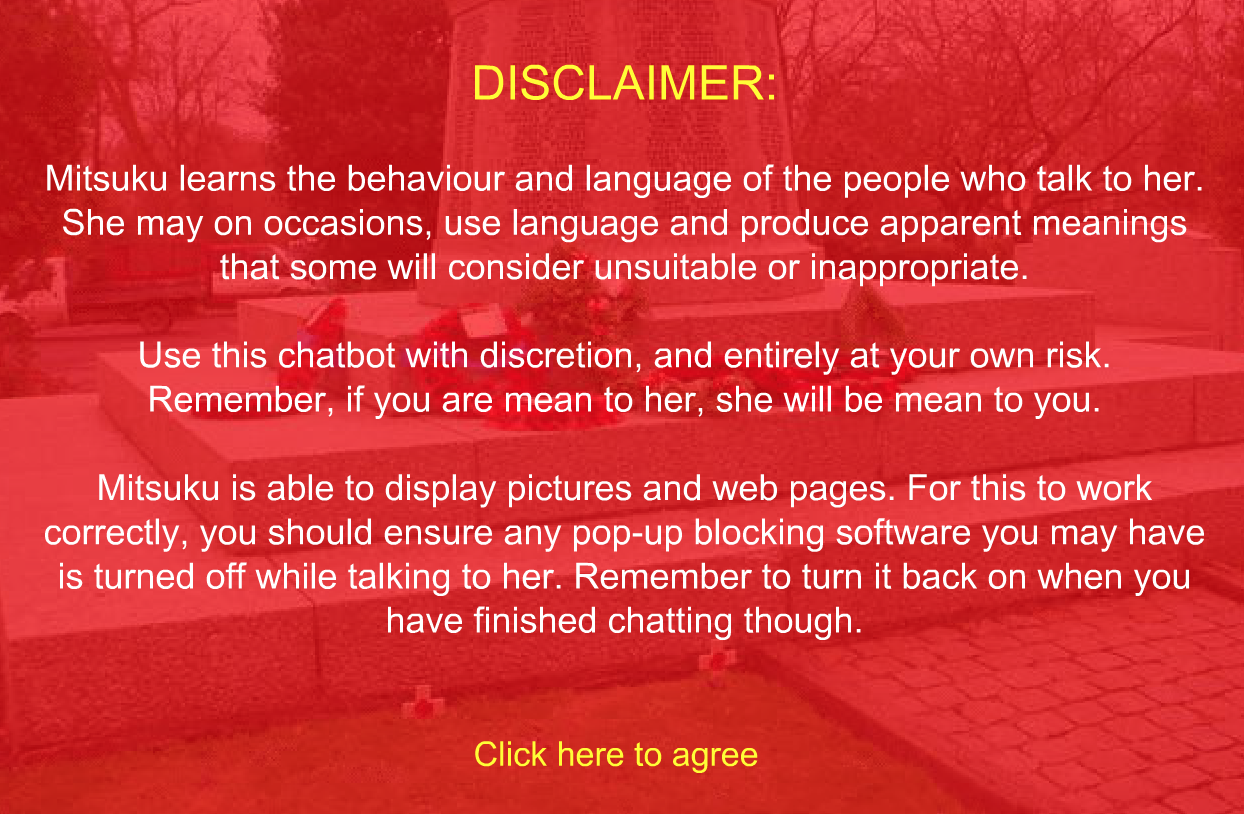 DISCLAIMER:
Mitsuku learns the behaviour and language of the people who talk to her.
She may on occasions, use language and produce apparent meanings
that some will consider unsuitable or inappropriate.
Use this chatbot with discretion, and entirely at your own risk.
Remember, if you are mean to her, she will be mean to you.
Mitsuku is able to display pictures and web pages. For this to work
correctly, you should ensure any pop-up blocking software you may have
is turned off while talking to her. Remember to turn it back on when you
have finished chatting though.
Click here to agree